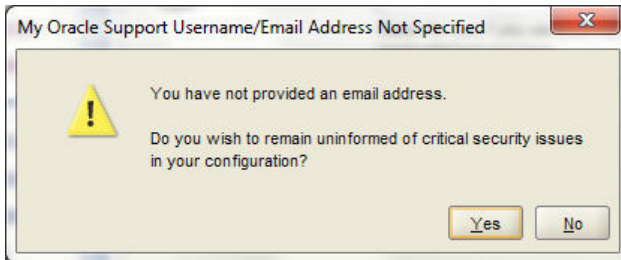 My Oracle Support Username/Email Address Not Specified
You have not provided an email address.
Do you wish to remain uninformed of critical security issues
in your configuration?
Yes No